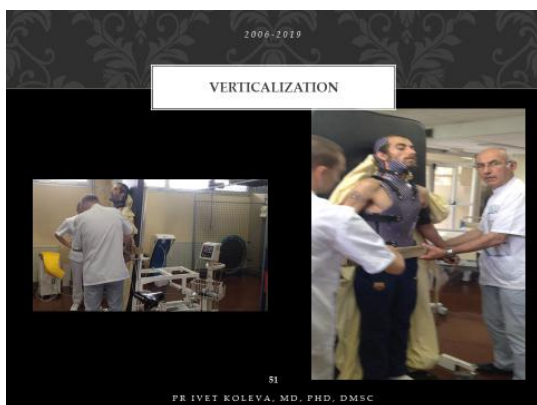 2006-2019
VERTICALIZATION
51
PR IVET KOLEVA, MD, PHD, DMSC